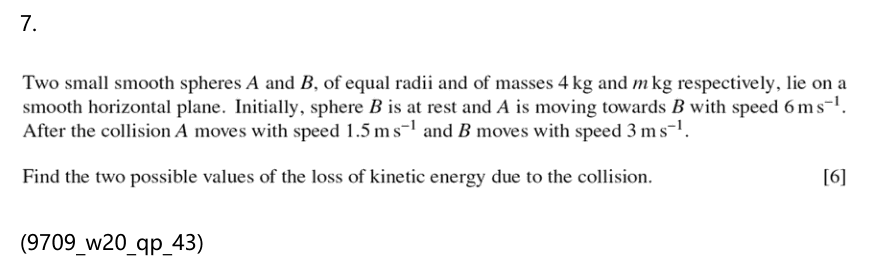 7.
Two small smooth spheres A and B, of equal radii and of masses 4 kg and m kg respectively, lie on a
smooth horizontal plane. Initially, sphere B is at rest and A is moving towards B with speed 6 m s⁻¹.
After the collision A moves with speed 1.5 m s⁻¹ and B moves with speed 3 m s⁻¹.
Find the two possible values of the loss of kinetic energy due to the collision. [6]
(9709_w20_qp_43)